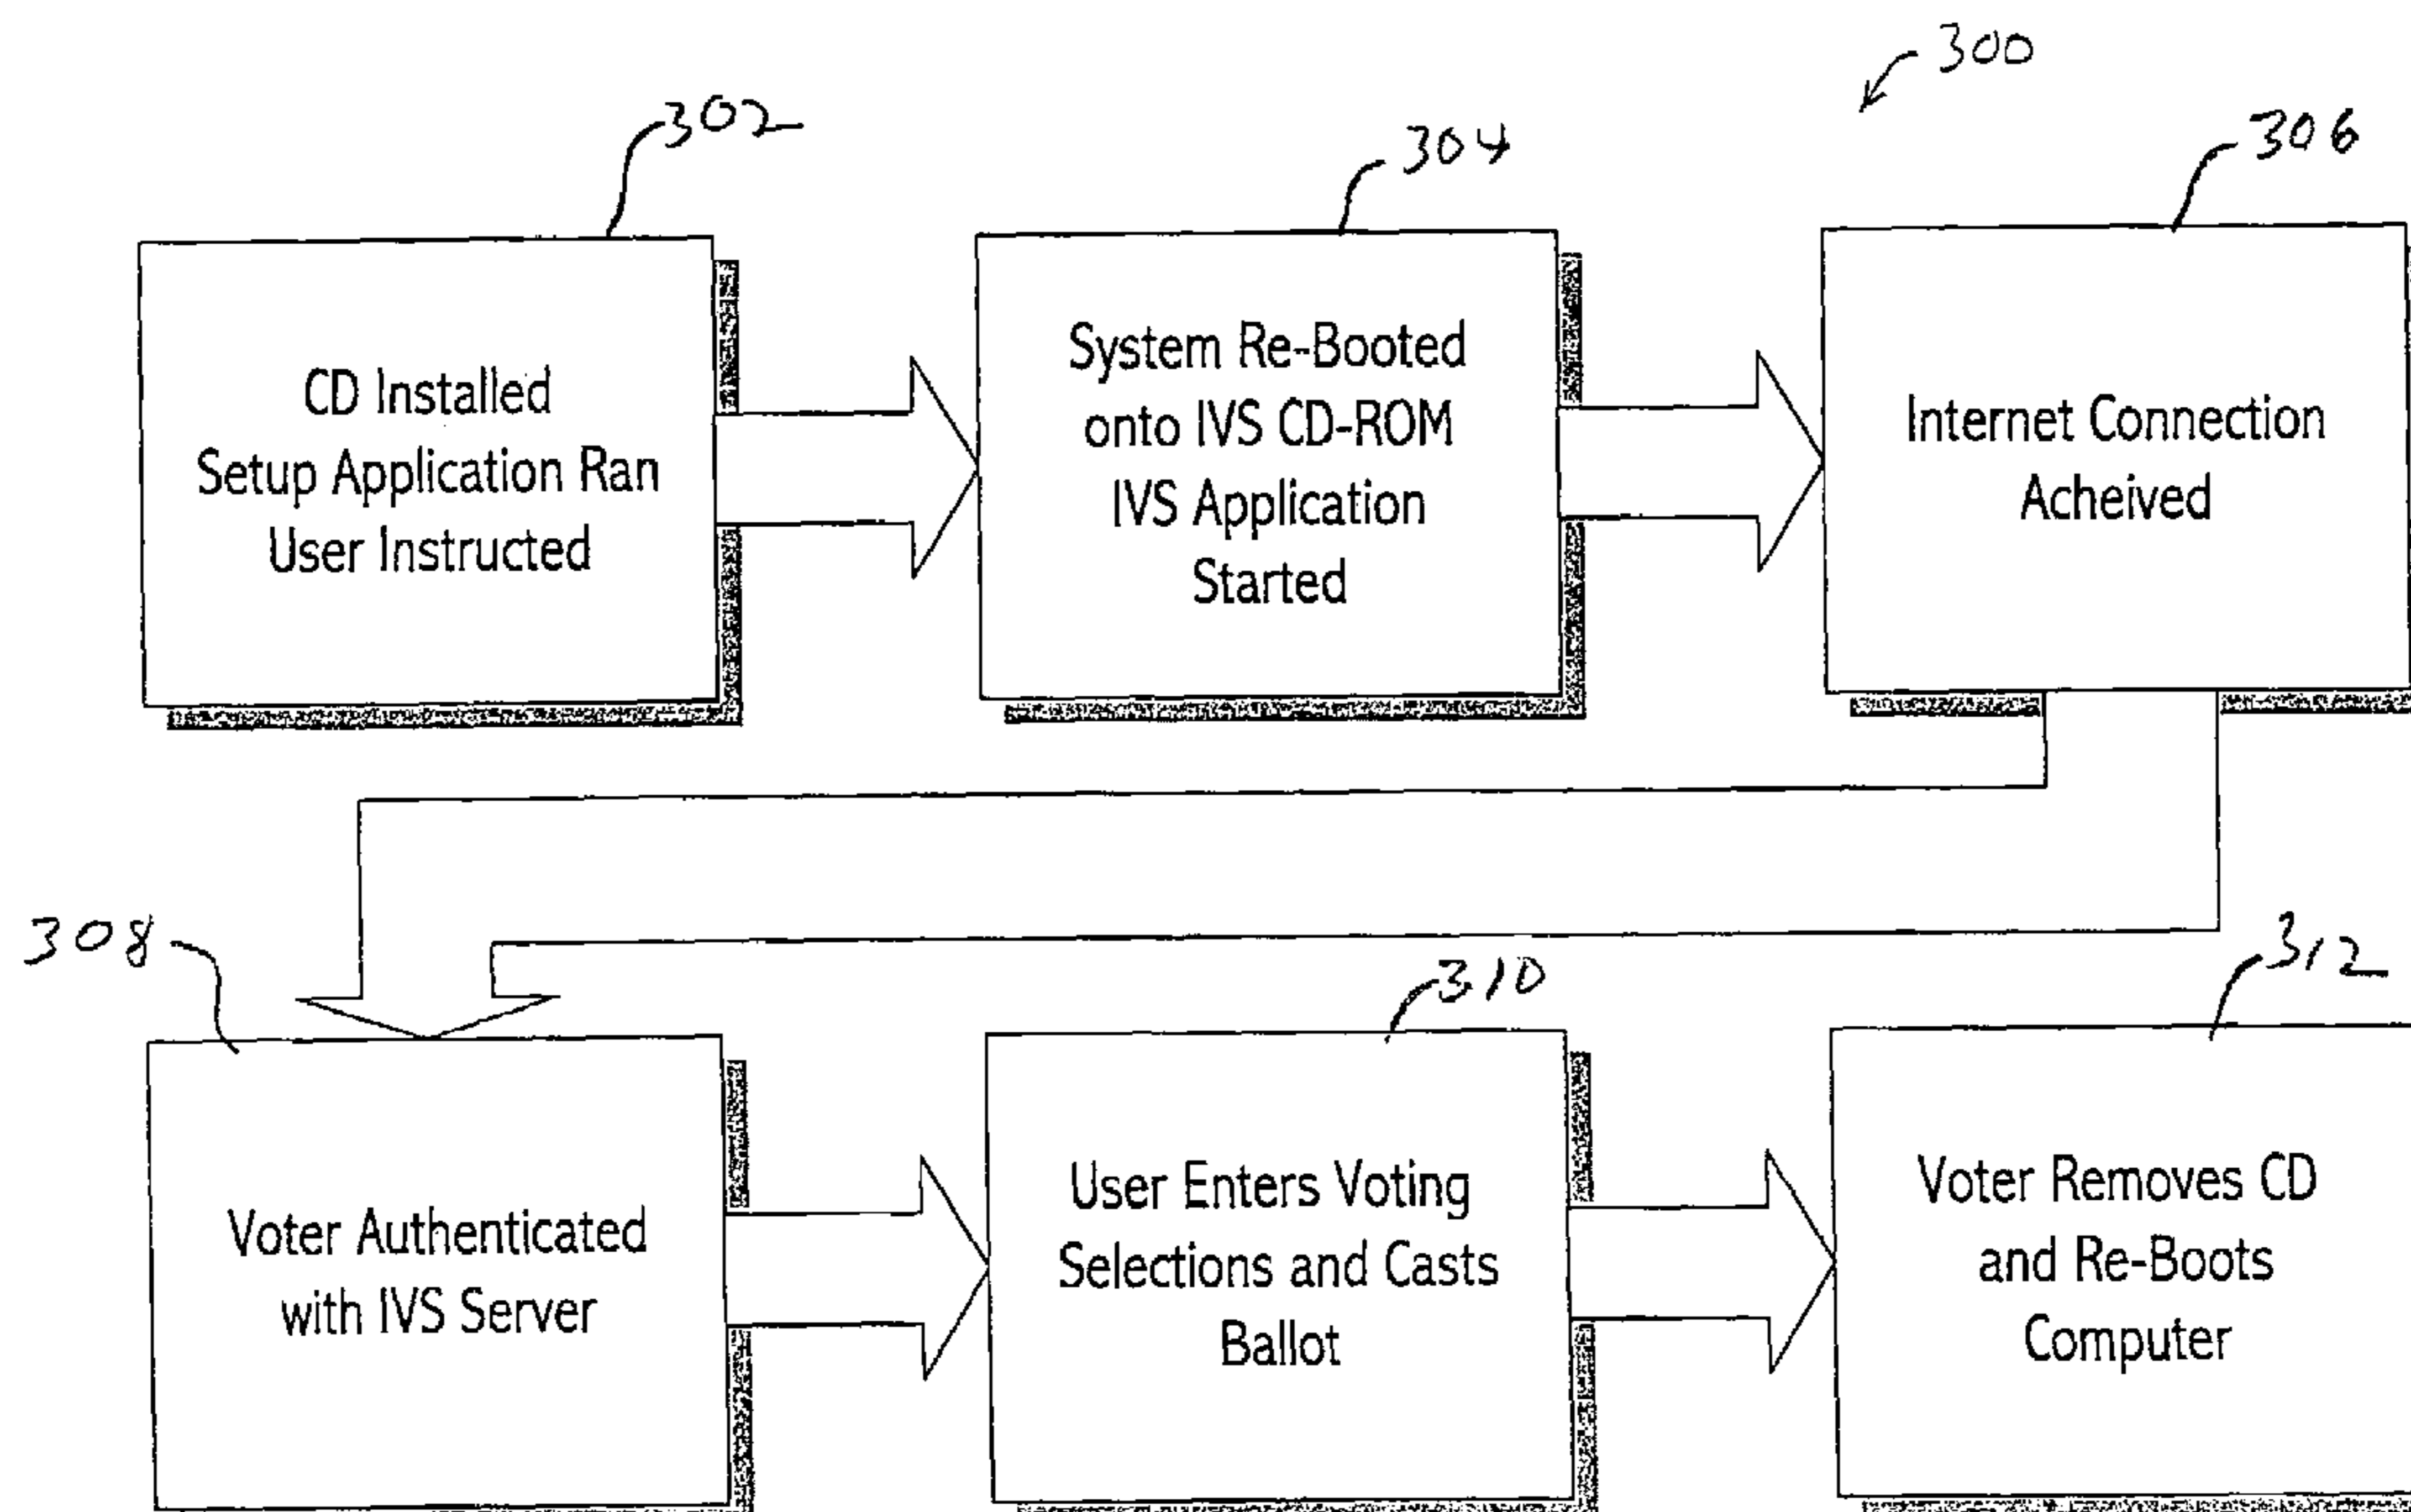 300
302
304
306
CD Installed
Setup Application Ran
User Instructed
System Re-Booted
onto IVS CD-ROM
IVS Application
Started
Internet Connection
Acheived
308
310
312
Voter Authenticated
with IVS Server
User Enters Voting
Selections and Casts
Ballot
Voter Removes CD
and Re-Boots
Computer